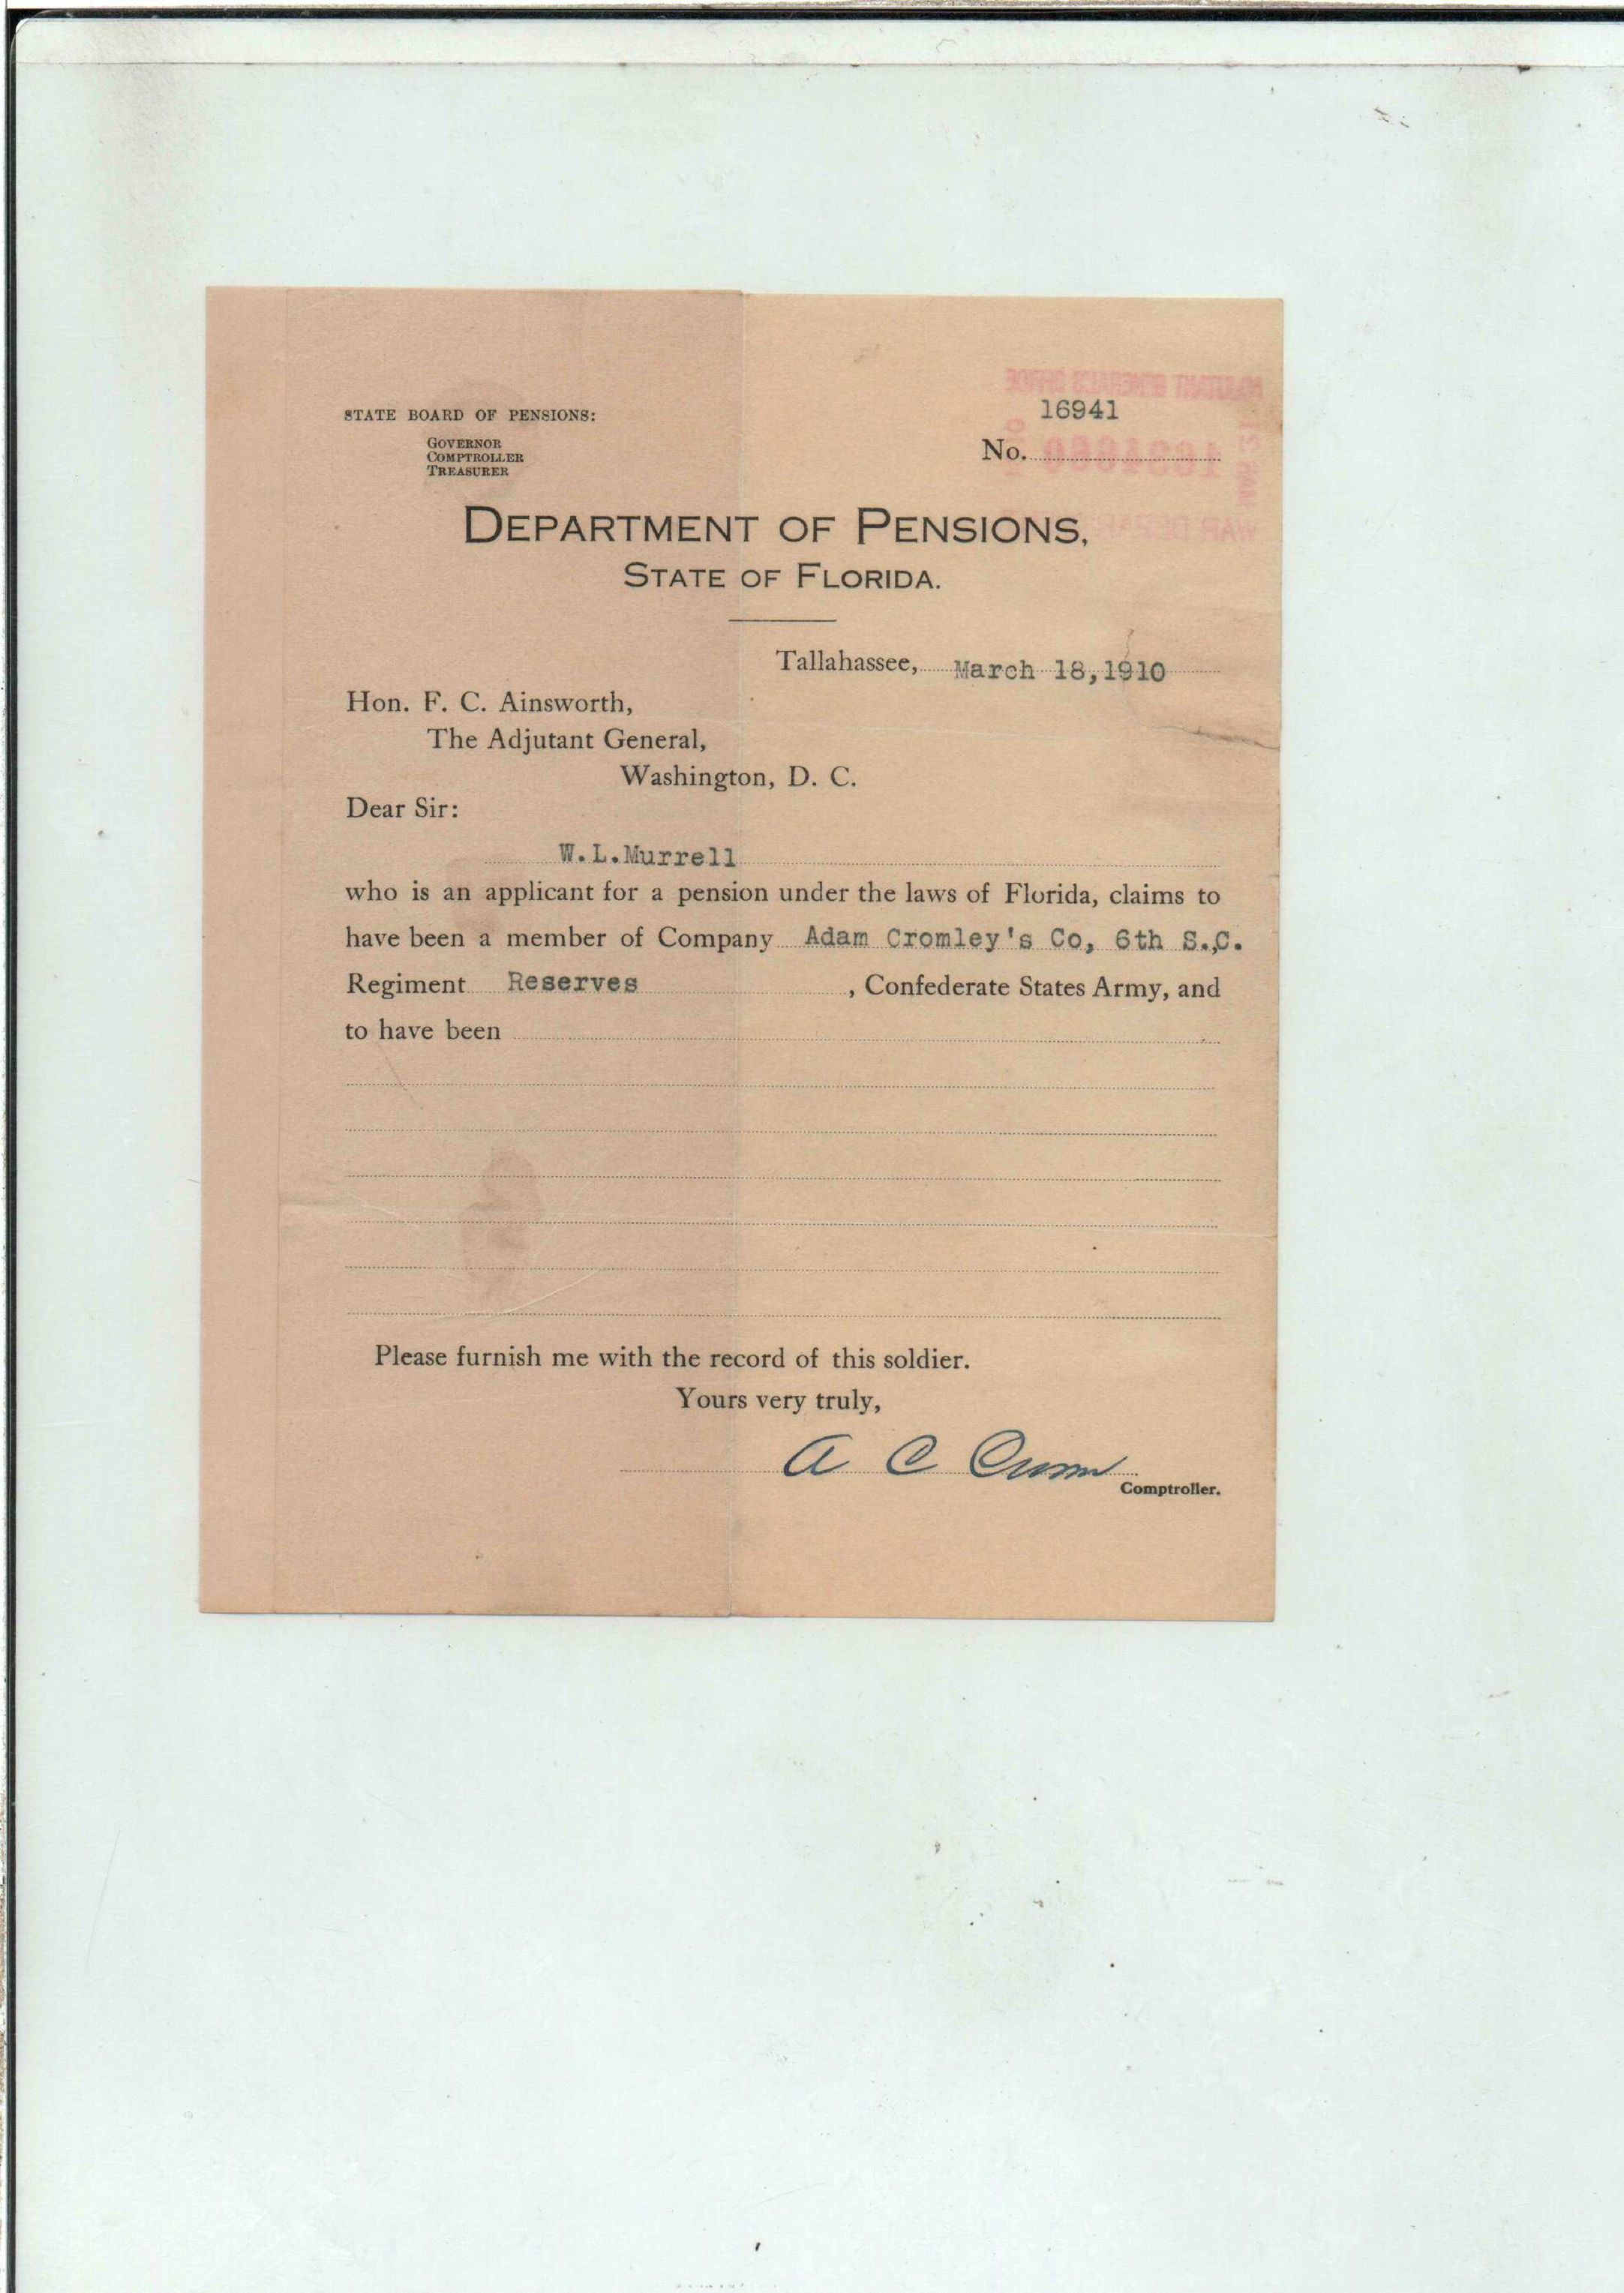 STATE BOARD OF PENSIONS:
GOVERNOR
COMPTROLLER
TREASURER
16941
No.
DEPARTMENT OF PENSIONS,
STATE OF FLORIDA.
Tallahassee, March 18, 1910
Hon. F. C. Ainsworth,
The Adjutant General,
Washington, D. C.
Dear Sir:
W.L.Murrell
who is an applicant for a pension under the laws of Florida, claims to
have been a member of Company Adam Cromley's Co, 6th S.,C.
Regiment Reserves , Confederate States Army, and
to have been
Please furnish me with the record of this soldier.
Yours very truly,
A C Croom
Comptroller.